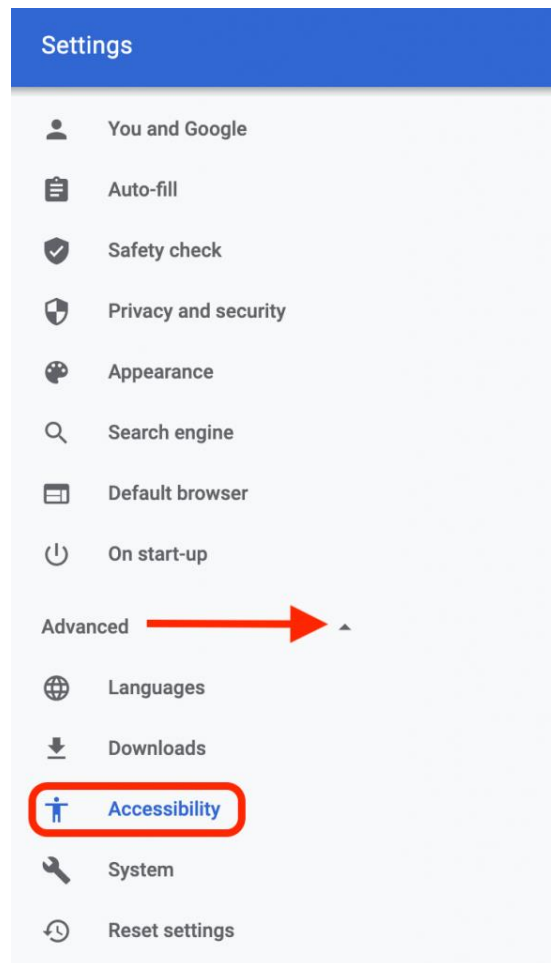 Settings
You and Google
Auto-fill
Safety check
Privacy and security
Appearance
Search engine
Default browser
On start-up
Advanced
Languages
Downloads
Accessibility
System
Reset settings